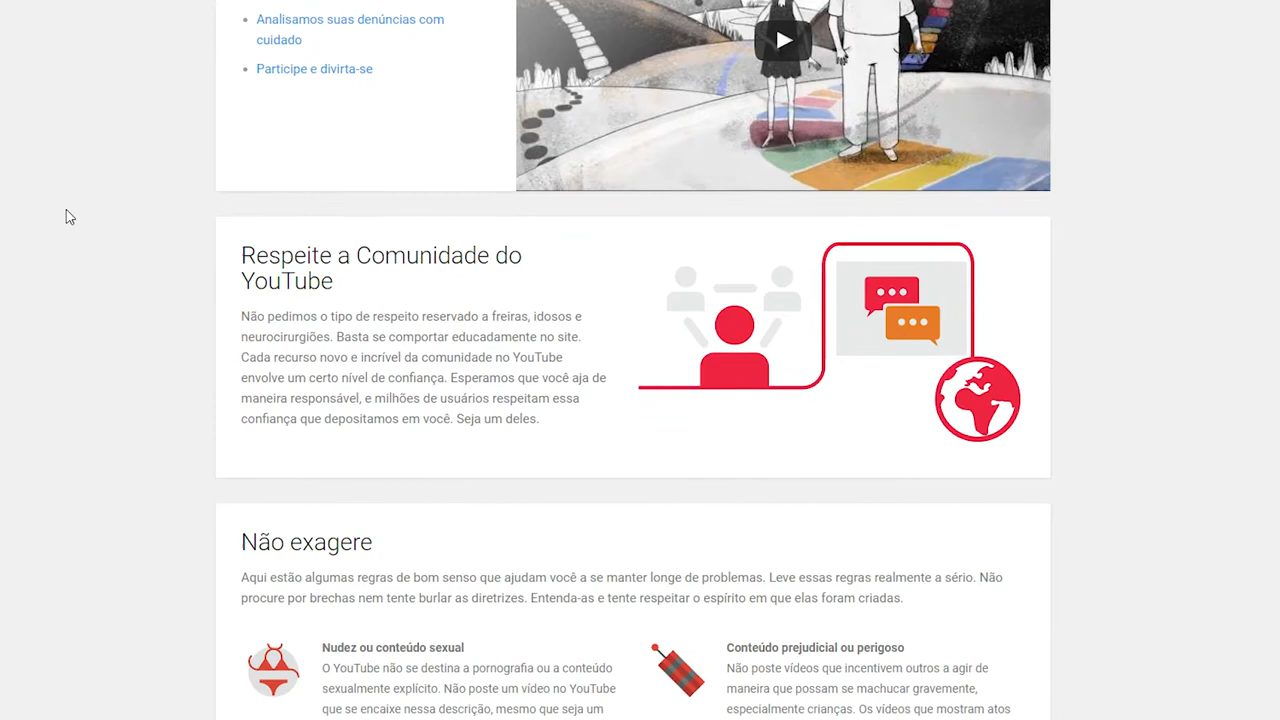 Analisamos suas denúncias com
cuidado
Participe e divirta-se
Respeite a Comunidade do
YouTube
Não pedimos o tipo de respeito reservado a freiras, idosos e
neurocirurgiões. Basta se comportar educadamente no site.
Cada recurso novo e incrível da comunidade no YouTube
envolve um certo nível de confiança. Esperamos que você aja de
maneira responsável, e milhões de usuários respeitam essa
confiança que depositamos em você. Seja um deles.
Não exagere
Aqui estão algumas regras de bom senso que ajudam você a se manter longe de problemas. Leve essas regras realmente a sério. Não
procure por brechas nem tente burlar as diretrizes. Entenda-as e tente respeitar o espírito em que elas foram criadas.
Nudez ou conteúdo sexual
O YouTube não se destina a pornografia ou a conteúdo
sexualmente explícito. Não poste um vídeo no YouTube
que se encaixe nessa descrição, mesmo que seja um
Conteúdo prejudicial ou perigoso
Não poste vídeos que incentivem outros a agir de
maneira que possam se machucar gravemente,
especialmente crianças. Os vídeos que mostram atos